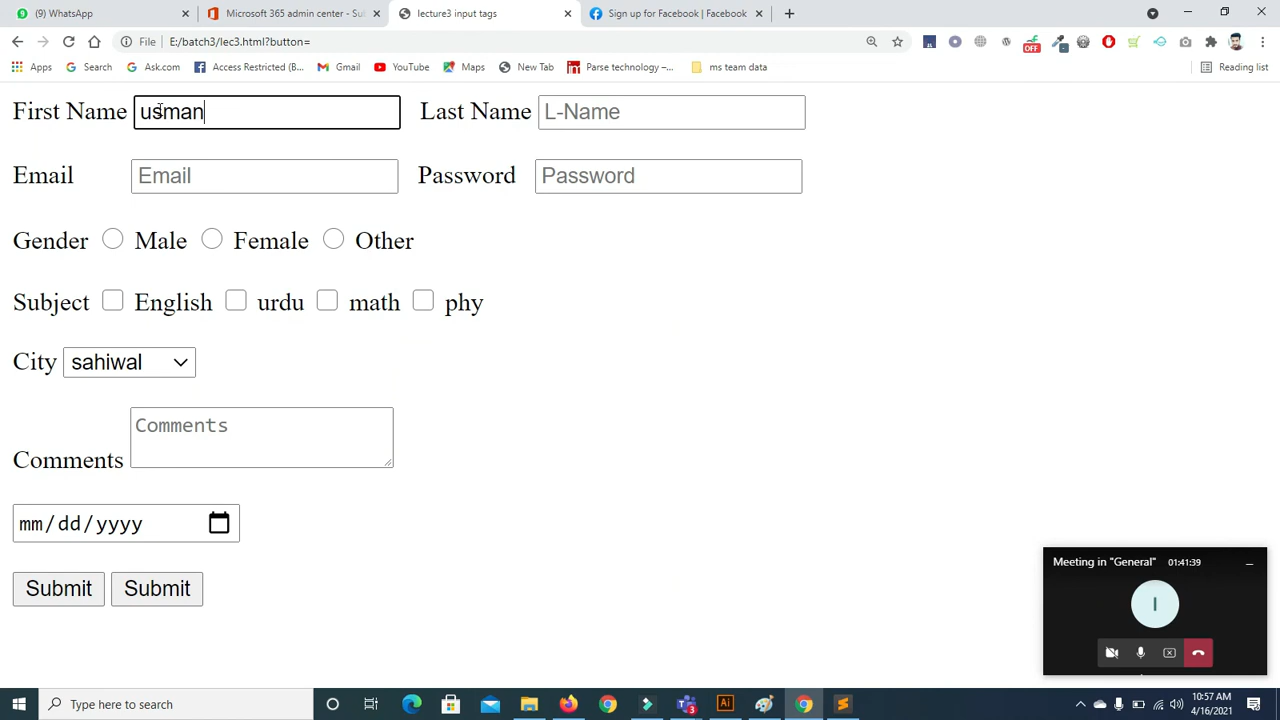 (9) WhatsApp
Microsoft 365 admin center - Sub
lecture3 input tags
Sign up for Facebook | Facebook
File E:/batch3/lec3.html?button=
Apps Search Ask.com Access Restricted (B... Gmail YouTube Maps New Tab Parse technology –... ms team data Reading list
OFF
First Name usman Last Name L-Name
Email Email Password Password
Gender Male Female Other
Subject English urdu math phy
City sahiwal
Comments
Comments
mm/dd/yyyy
Submit Submit
Meeting in "General" 01:41:39
I
Type here to search
10:57 AM
4/16/2021